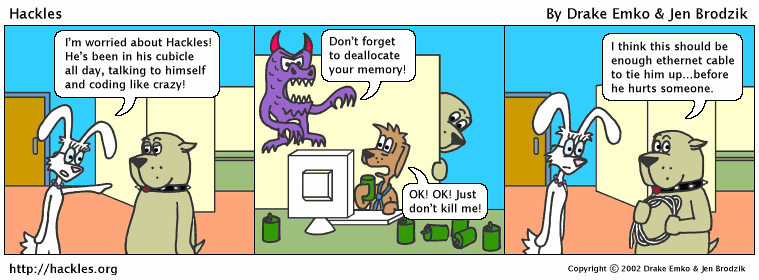 Hackles
By Drake Emko & Jen Brodzik
I'm worried about Hackles!
He's been in his cubicle
all day, talking to himself
and coding like crazy!
Don't forget
to deallocate
your memory!
OK! OK! Just
don't kill me!
I think this should be
enough ethernet cable
to tie him up...before
he hurts someone.
http://hackles.org
Copyright © 2002 Drake Emko & Jen Brodzik